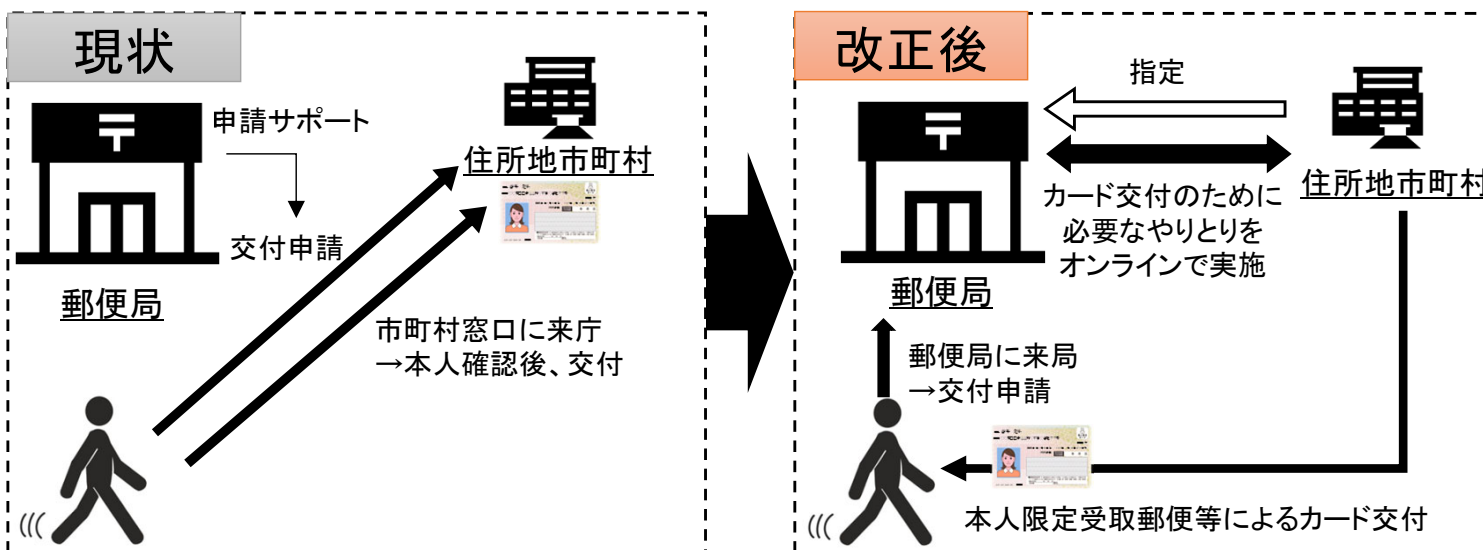 現状
申請サポート
交付申請
郵便局
住所地市町村
市町村窓口に来庁
→本人確認後、交付
改正後
指定
住所地市町村
カード交付のために
必要なやりとりを
オンラインで実施
郵便局
郵便局に来局
→交付申請
本人限定受取郵便等によるカード交付